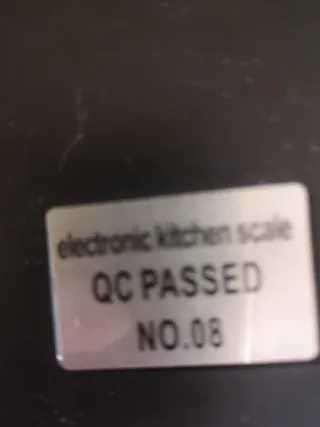 electronic kitchen scale
QC PASSED
NO.08